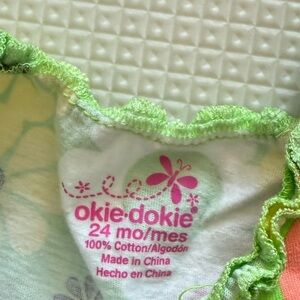 okie·dokie®
24 mo/mes
100% Cotton/Algodón
Made in China
Hecho en China